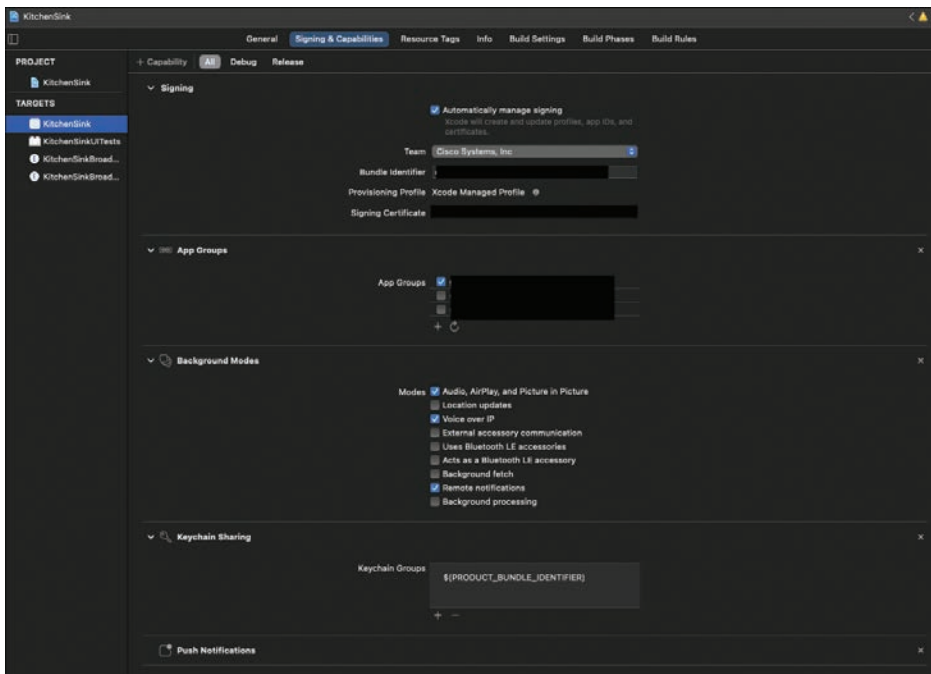 KitchenSink
General Signing & Capabilities Resource Tags Info Build Settings Build Phases Build Rules
PROJECT
KitchenSink
TARGETS
KitchenSink
KitchenSinkUITests
KitchenSinkBroad...
KitchenSinkBroad...
+ Capability All Debug Release
Signing
Automatically manage signing
Xcode will create and update profiles, app IDs, and
certificates.
Team Cisco Systems, Inc
Bundle Identifier
Provisioning Profile Xcode Managed Profile
Signing Certificate
App Groups
App Groups
Background Modes
Modes Audio, AirPlay, and Picture in Picture
Location updates
Voice over IP
External accessory communication
Uses Bluetooth LE accessories
Acts as a Bluetooth LE accessory
Background fetch
Remote notifications
Background processing
Keychain Sharing
Keychain Groups
$(PRODUCT_BUNDLE_IDENTIFIER)
Push Notifications